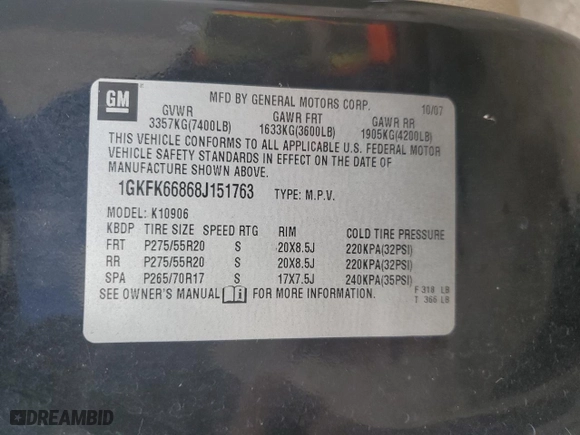 GM
MFD BY GENERAL MOTORS CORP.
10/07
GVWR GAWR FRT GAWR RR
3357KG(7400LB) 1633KG(3600LB) 1905KG(4200LB)
THIS VEHICLE CONFORMS TO ALL APPLICABLE U.S. FEDERAL MOTOR
VEHICLE SAFETY STANDARDS IN EFFECT ON THE DATE OF
MANUFACTURE SHOWN ABOVE.
1GKFK66868J151763 TYPE: M.P.V.
MODEL: K10906
KBDP TIRE SIZE SPEED RTG RIM COLD TIRE PRESSURE
FRT P275/55R20 S 20X8.5J 220KPA(32PSI)
RR P275/55R20 S 20X8.5J 220KPA(32PSI)
SPA P265/70R17 S 17X7.5J 240KPA(35PSI)
SEE OWNER'S MANUAL FOR MORE INFORMATION.
F 318 LB
T 366 LB
DREAMBID